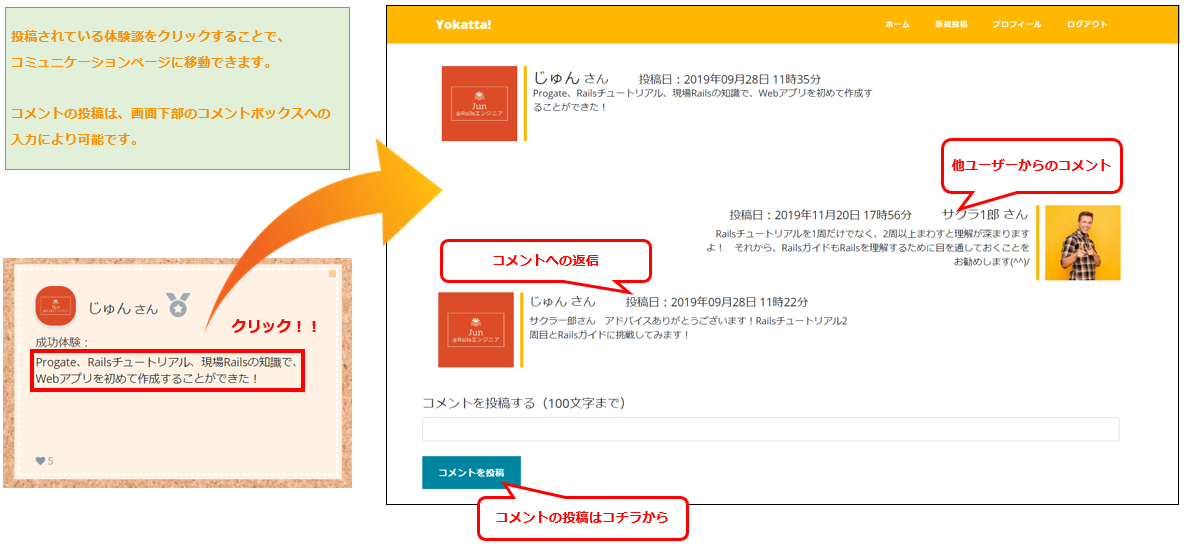 投稿されている体験談をクリックすることで、
コミュニケーションページに移動できます。
コメントの投稿は、画面下部のコメントボックスへの
入力により可能です。
じゅん さん
クリック！！
成功体験：
Progate、Railsチュートリアル、現場Railsの知識で、
Webアプリを初めて作成することができた！
5
Yokatta!
ホーム 新規投稿 プロフィール ログアウト
Jun
@Railsエンジニア
じゅん さん 投稿日：2019年09月28日 11時35分
Progate、Railsチュートリアル、現場Railsの知識で、Webアプリを初めて作成す
ることができた！
他ユーザーからのコメント
投稿日：2019年11月20日 17時56分 サクラ1郎 さん
Railsチュートリアルを1周だけでなく、2周以上まわすと理解が深まります
よ！　それから、RailsガイドもRailsを理解するために目を通しておくことを
お勧めします(^^)/
コメントへの返信
Jun
@Railsエンジニア
じゅん さん 投稿日：2019年09月28日 11時22分
サクラ一郎さん　アドバイスありがとうございます！Railsチュートリアル2
周目とRailsガイドに挑戦してみます！
コメントを投稿する（100文字まで）
コメントを投稿
コメントの投稿はコチラから